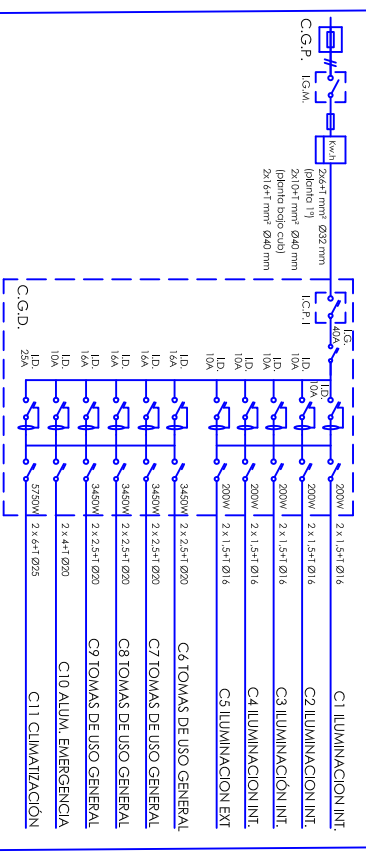 C.G.P.
I.G.M.
Kw.h
2x6+T mm² Ø32 mm
(planta 1ª)
2x10+T mm² Ø40 mm
(planta bajo cub)
2x16+T mm² Ø40 mm
C.G.D.
I.C.P.I
I.G.
40A
I.D.
10A
200W
2 x 1,5+T Ø16
C1 ILUMINACION INT.
I.D.
10A
200W
2 x 1,5+T Ø16
C2 ILUMINACION INT.
I.D.
10A
200W
2 x 1,5+T Ø16
C3 ILUMINACIÓN INT.
I.D.
10A
200W
2 x 1,5+T Ø16
C4 ILUMINACION INT.
I.D.
10A
200W
2 x 1,5+T Ø16
C5 ILUMINACION EXT
I.D.
16A
3450W
2 x 2,5+T Ø20
C6 TOMAS DE USO GENERAL
I.D.
16A
3450W
2 x 2,5+T Ø20
C7 TOMAS DE USO GENERAL
I.D.
16A
3450W
2 x 2,5+T Ø20
C8 TOMAS DE USO GENERAL
I.D.
16A
3450W
2 x 2,5+T Ø20
C9 TOMAS DE USO GENERAL
I.D.
10A
2 x 4+T Ø20
C10 ALUM. EMERGENCIA
I.D.
25A
5750W
2 x 6+T Ø25
C11 CLIMATIZACIÓN